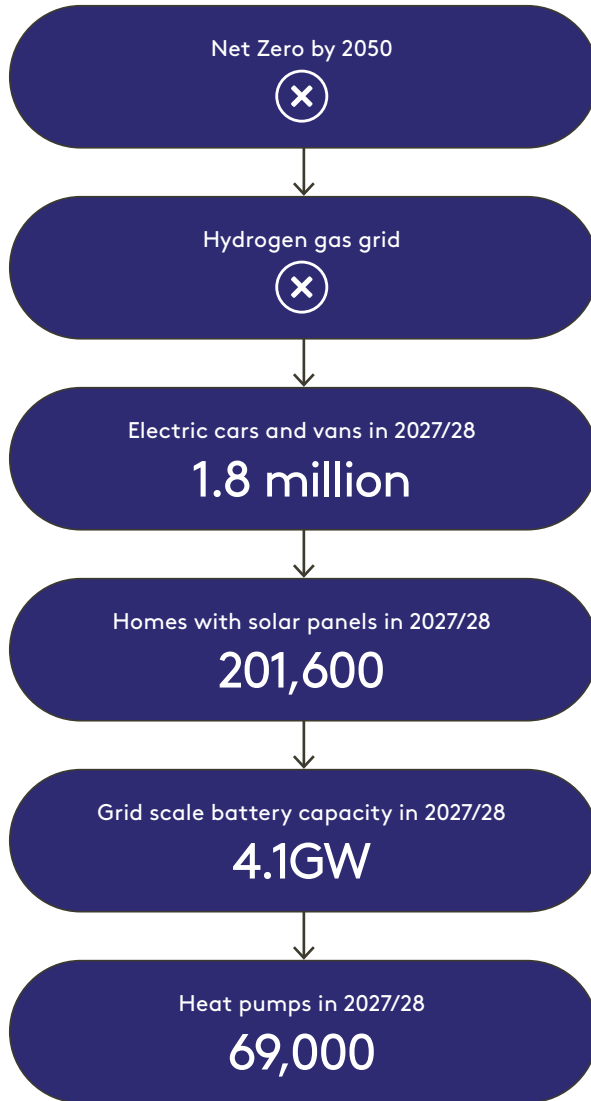 Net Zero by 2050
Hydrogen gas grid
Electric cars and vans in 2027/28
1.8 million
Homes with solar panels in 2027/28
201,600
Grid scale battery capacity in 2027/28
4.1GW
Heat pumps in 2027/28
69,000